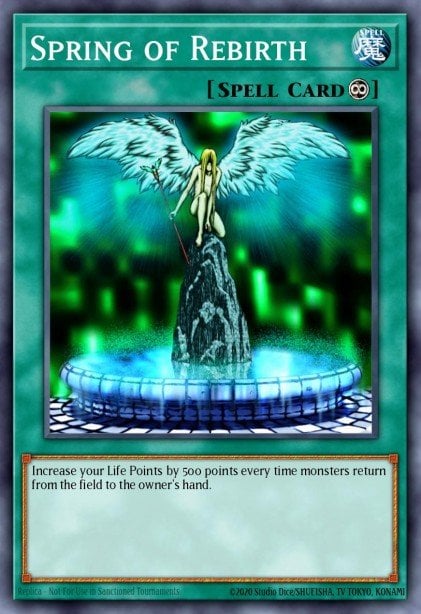 Spring of Rebirth
SPELL
魔
[Spell Card]
Increase your Life Points by 500 points every time monsters return
from the field to the owner's hand.
Replica - Not For Use in Sanctioned Tournaments
©2020 Studio Dice/SHUEISHA, TV TOKYO, KONAMI